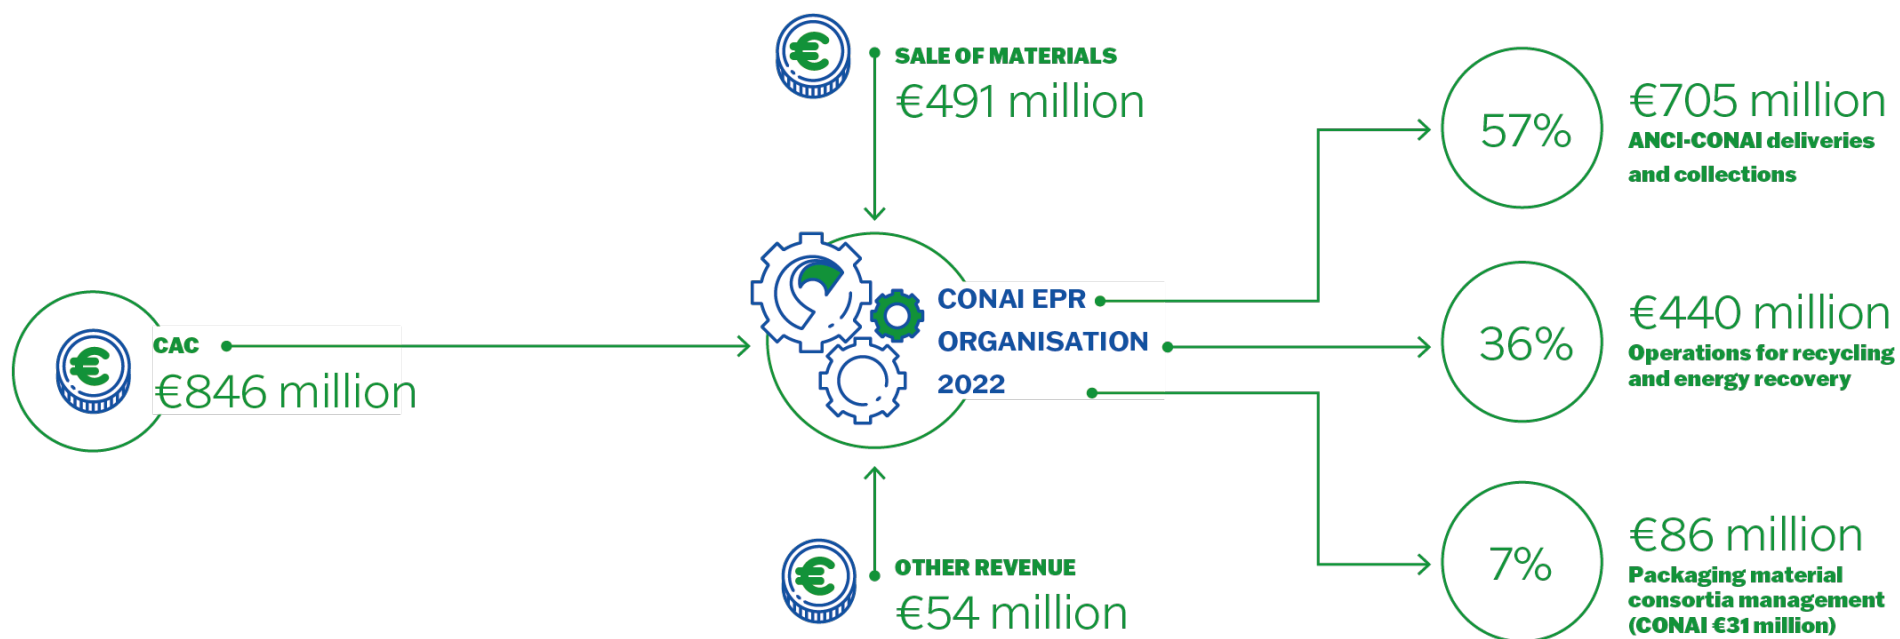 SALE OF MATERIALS
€491 million
CAC
€846 million
CONAI EPR
ORGANISATION
2022
OTHER REVENUE
€54 million
57%
€705 million
ANCI-CONAI deliveries
and collections
36%
€440 million
Operations for recycling
and energy recovery
7%
€86 million
Packaging material
consortia management
(CONAI €31 million)